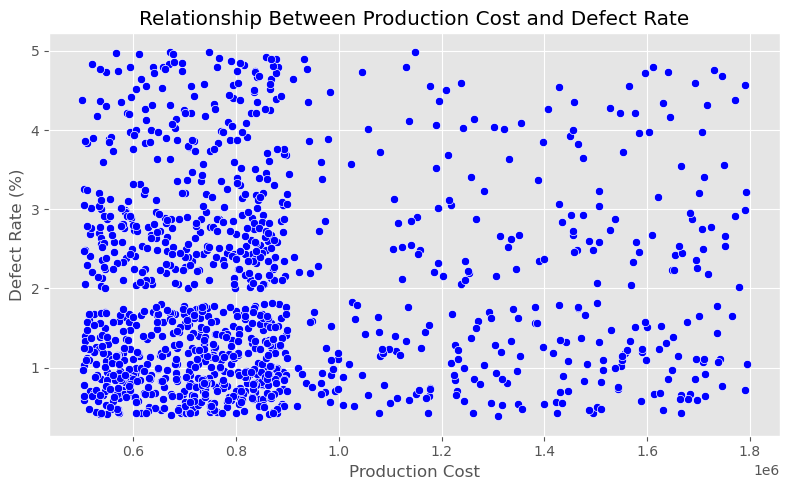 Relationship Between Production Cost and Defect Rate
5
4
3
2
1
Defect Rate (%)
0.6 0.8 1.0 1.2 1.4 1.6 1.8
1e6
Production Cost